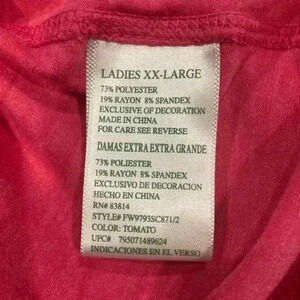 LADIES XX-LARGE
73% POLYESTER
19% RAYON 8% SPANDEX
EXCLUSIVE OF DECORATION
MADE IN CHINA
FOR CARE SEE REVERSE
DAMAS EXTRA EXTRA GRANDE
73% POLYESTER
19% RAYON 8% SPANDEX
EXCLUSIVO DE DECORACION
HECHO EN CHINA
RN# 83814
STYLE# FW9793SC871/2
COLOR: TOMATO
UPC# 795071489624
INDICACIONES EN EL VERSO